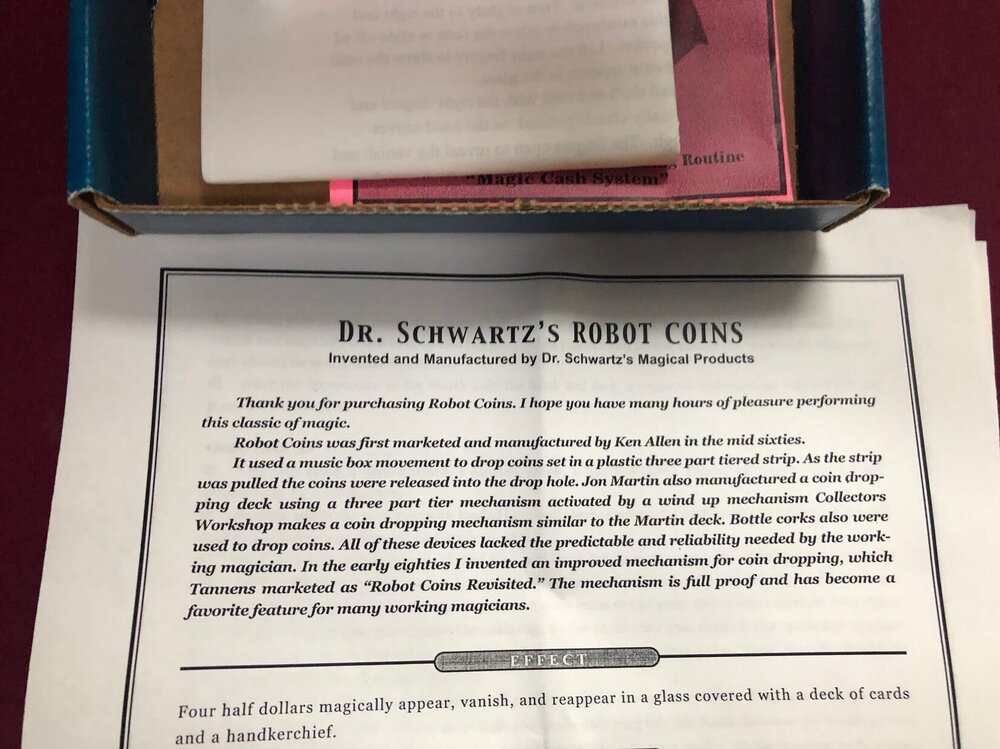 Routine
"Magic Cash System"
DR. SCHWARTZ'S ROBOT COINS
Invented and Manufactured by Dr. Schwartz's Magical Products
Thank you for purchasing Robot Coins. I hope you have many hours of pleasure performing
this classic of magic.
Robot Coins was first marketed and manufactured by Ken Allen in the mid sixties.
It used a music box movement to drop coins set in a plastic three part tiered strip. As the strip
was pulled the coins were released into the drop hole. Jon Martin also manufactured a coin drop-
ping deck using a three part tier mechanism activated by a wind up mechanism Collectors
Workshop makes a coin dropping mechanism similar to the Martin deck. Bottle corks also were
used to drop coins. All of these devices lacked the predictable and reliability needed by the work-
ing magician. In the early eighties I invented an improved mechanism for coin dropping, which
Tannens marketed as "Robot Coins Revisited." The mechanism is full proof and has become a
favorite feature for many working magicians.
EFFECT
Four half dollars magically appear, vanish, and reappear in a glass covered with a deck of cards
and a handkerchief.